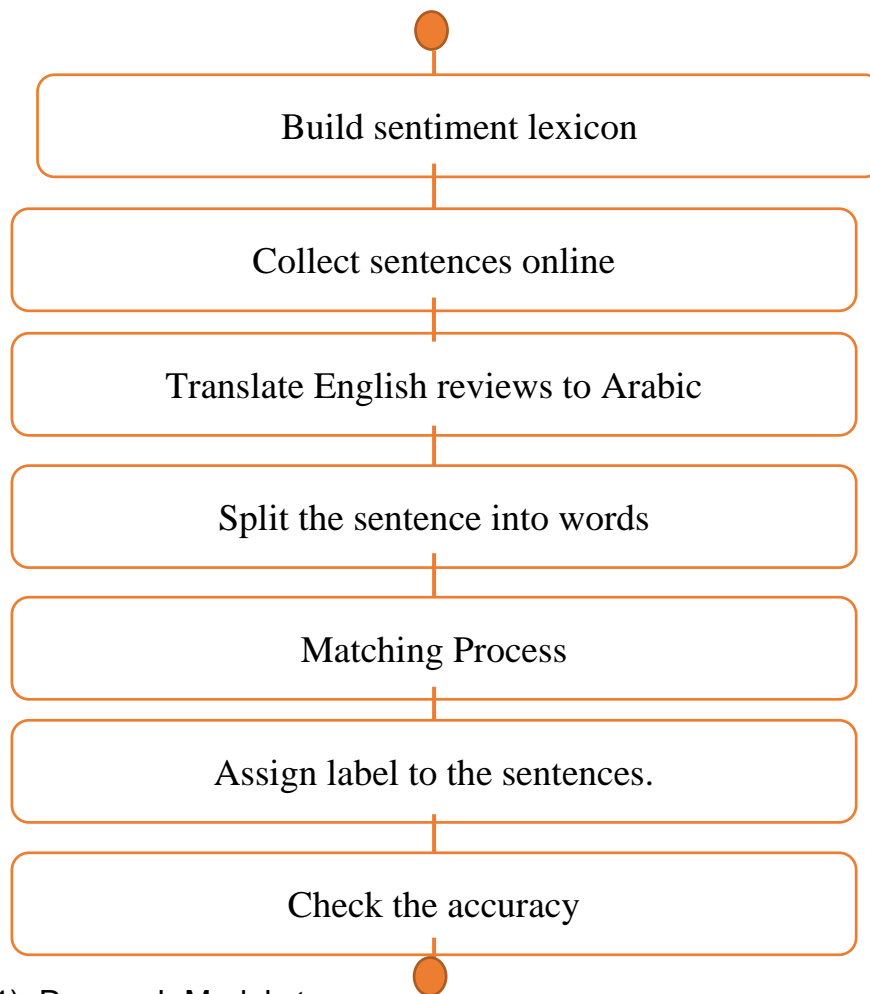 Build sentiment lexicon
Collect sentences online
Translate English reviews to Arabic
Split the sentence into words
Matching Process
Assign label to the sentences.
Check the accuracy